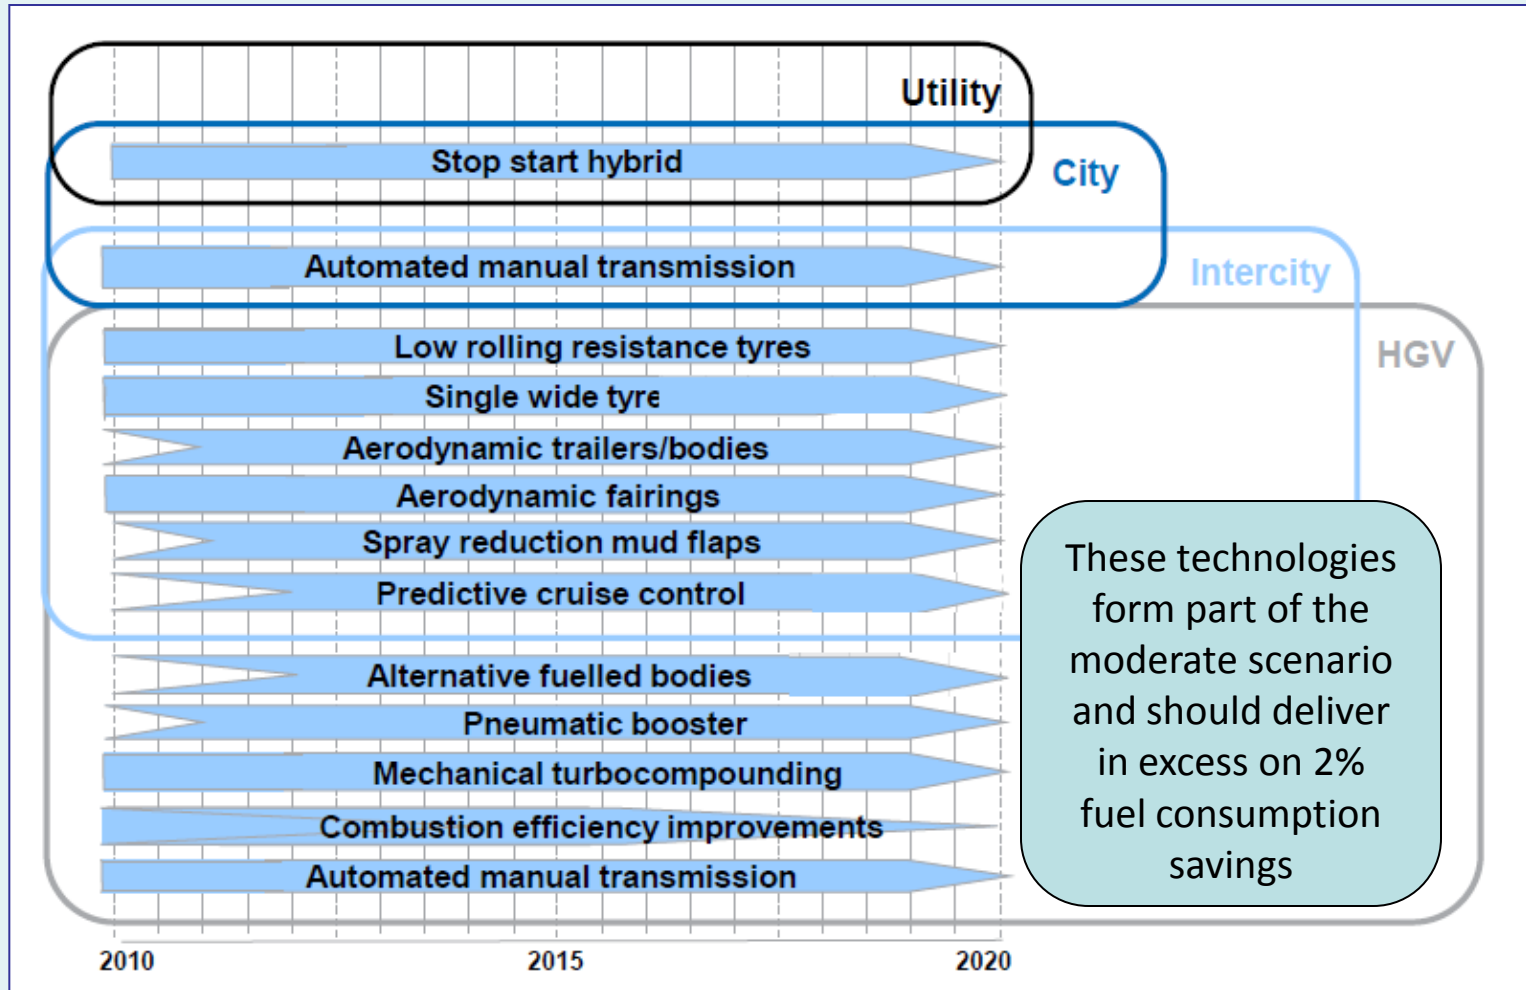 Utility
Stop start hybrid
City
Automated manual transmission
Intercity
Low rolling resistance tyres
HGV
Single wide tyre
Aerodynamic trailers/bodies
Aerodynamic fairings
Spray reduction mud flaps
Predictive cruise control
These technologies
form part of the
moderate scenario
and should deliver
in excess on 2%
fuel consumption
savings
Alternative fuelled bodies
Pneumatic booster
Mechanical turbocompounding
Combustion efficiency improvements
Automated manual transmission
2010
2015
2020